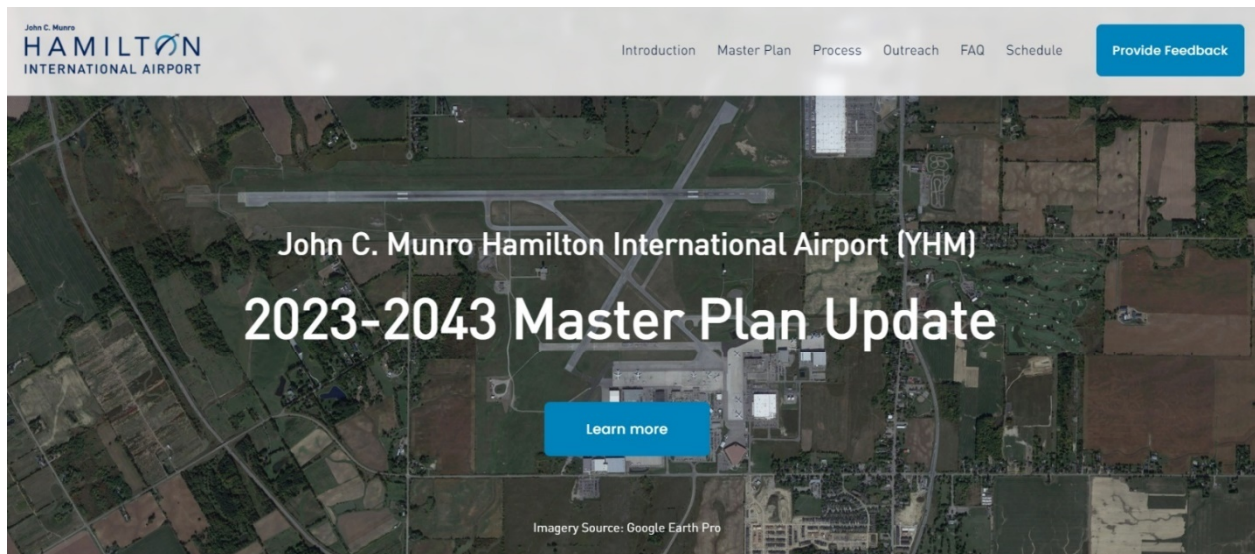 John C. Munro
HAMILTON
INTERNATIONAL AIRPORT
Introduction Master Plan Process Outreach FAQ Schedule Provide Feedback
John C. Munro Hamilton International Airport (YHM)
2023-2043 Master Plan Update
Learn more
Imagery Source: Google Earth Pro